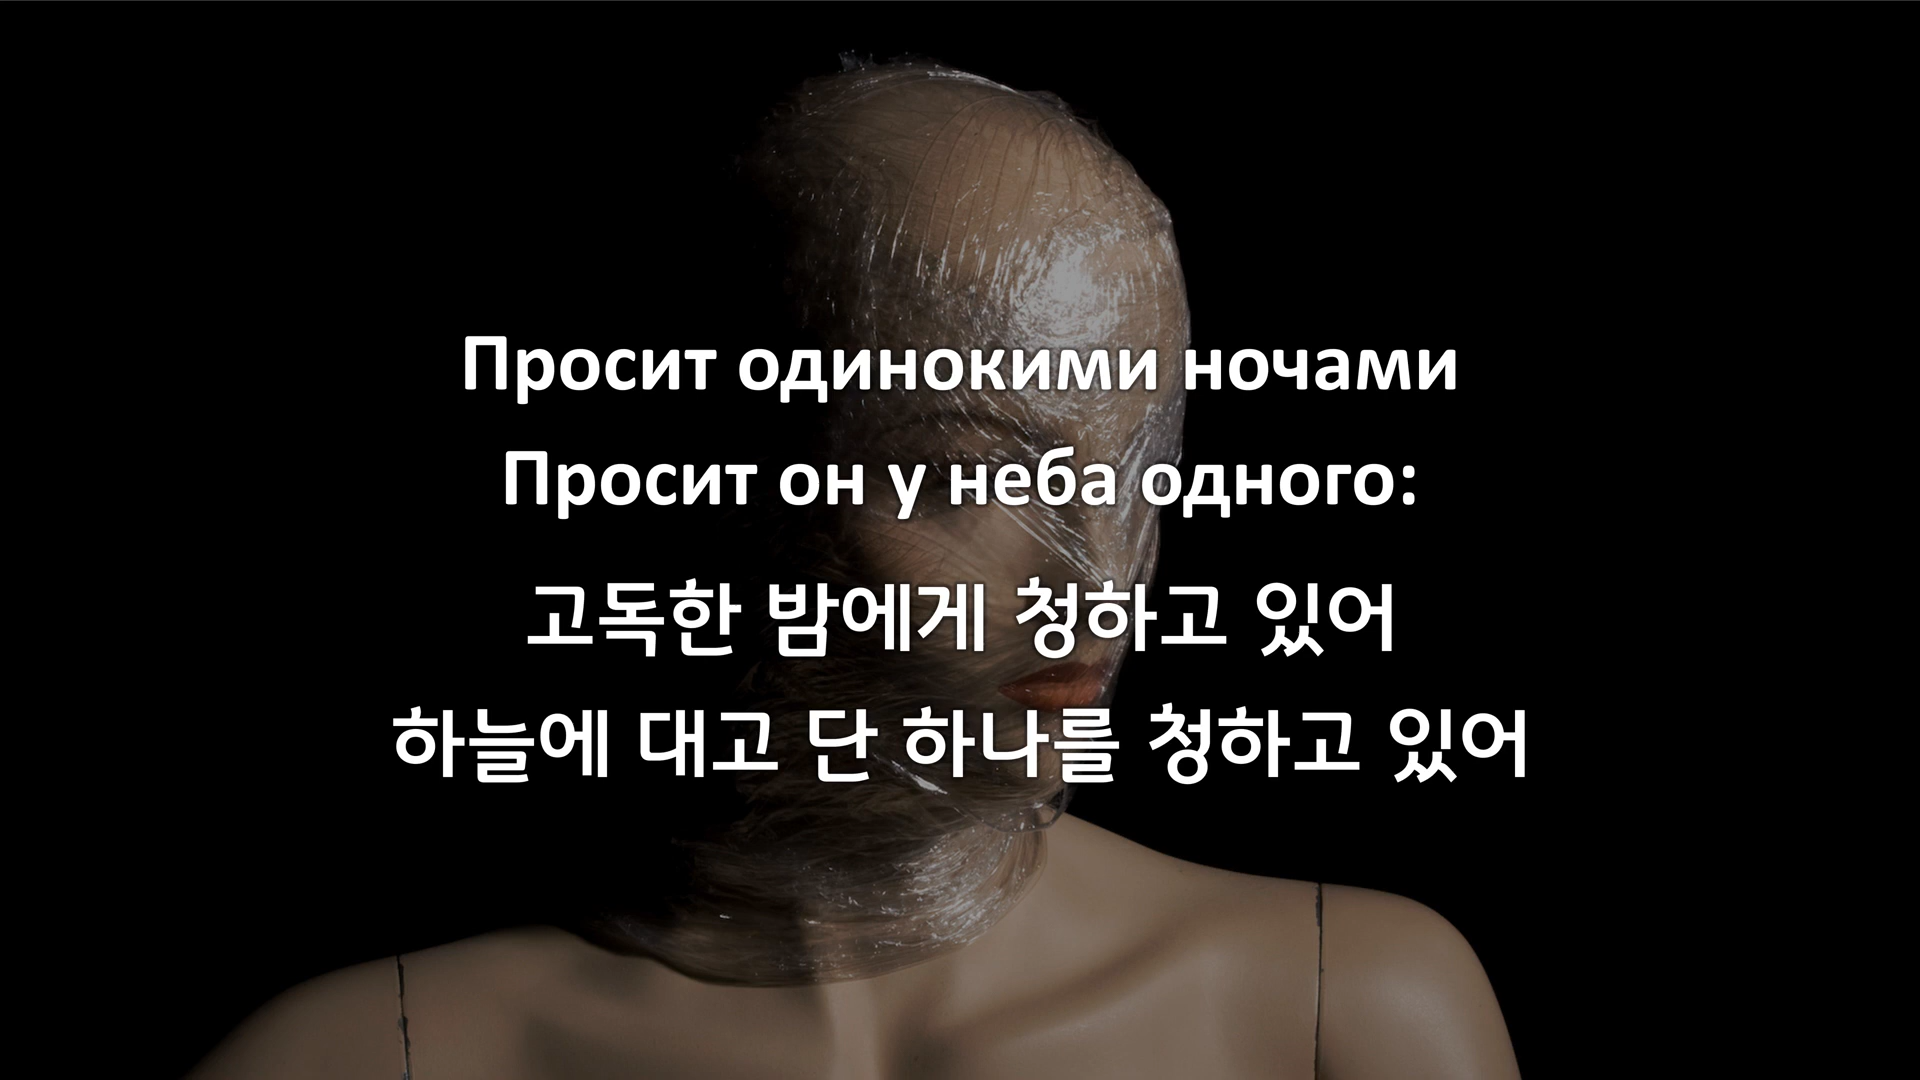 Просит одинокими ночами
Просит он у неба одного:
고독한 밤에게 청하고 있어
하늘에 대고 단 하나를 청하고 있어